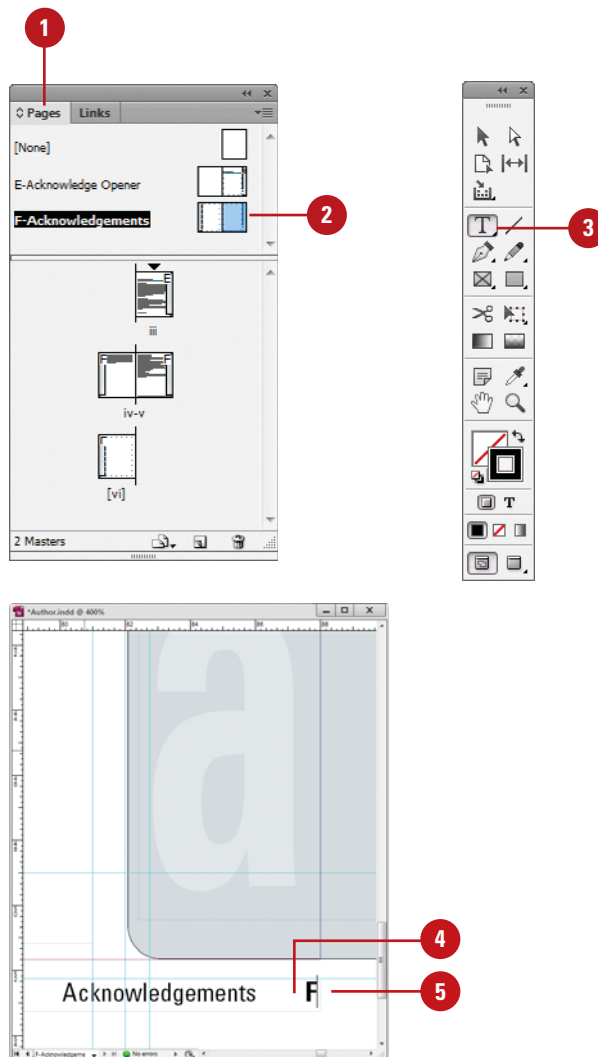 1
Pages Links
[None]
E-Acknowledge Opener
F-Acknowledgements
2
3
E
iii
F F
iv-v
[vi]
2 Masters
T
T
*Author.indd @ 400%
80 82 84 86 88
a
4
Acknowledgements F
5
F-Acknowledgeme No errors